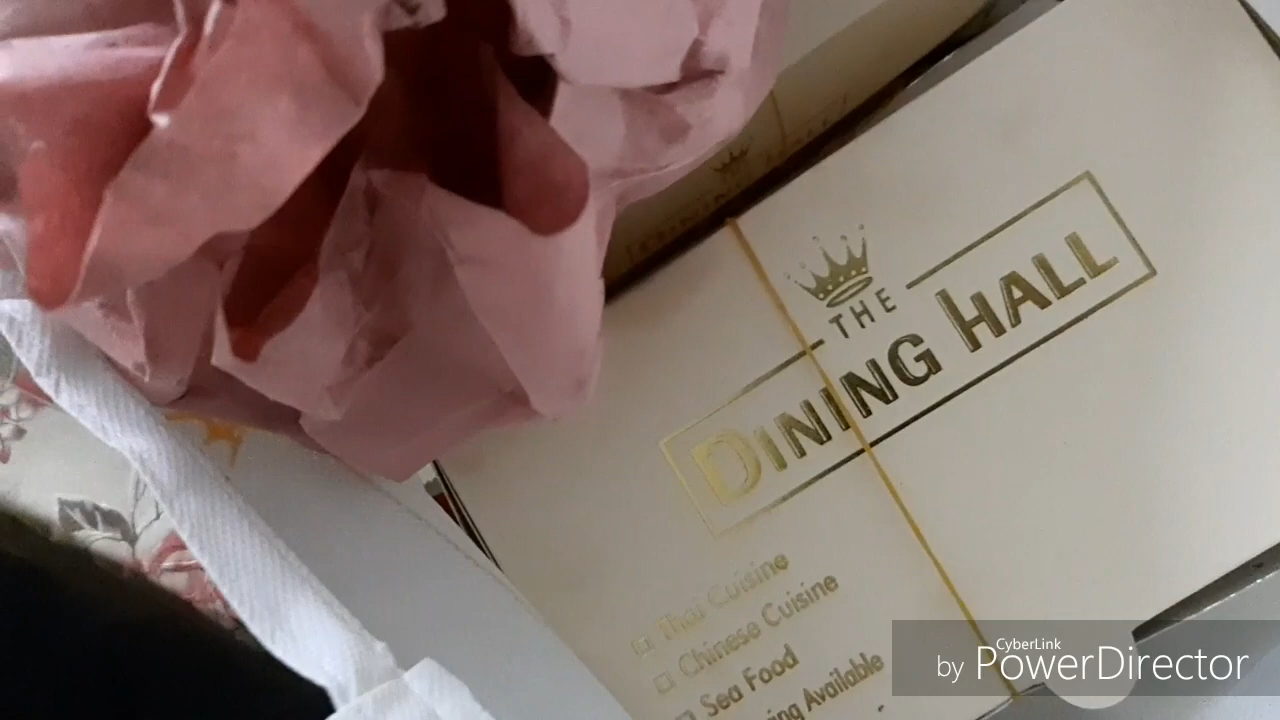 THE
DINING HALL
Thai Cuisine
Chinese Cuisine
Sea Food
Available
CyberLink
by PowerDirector